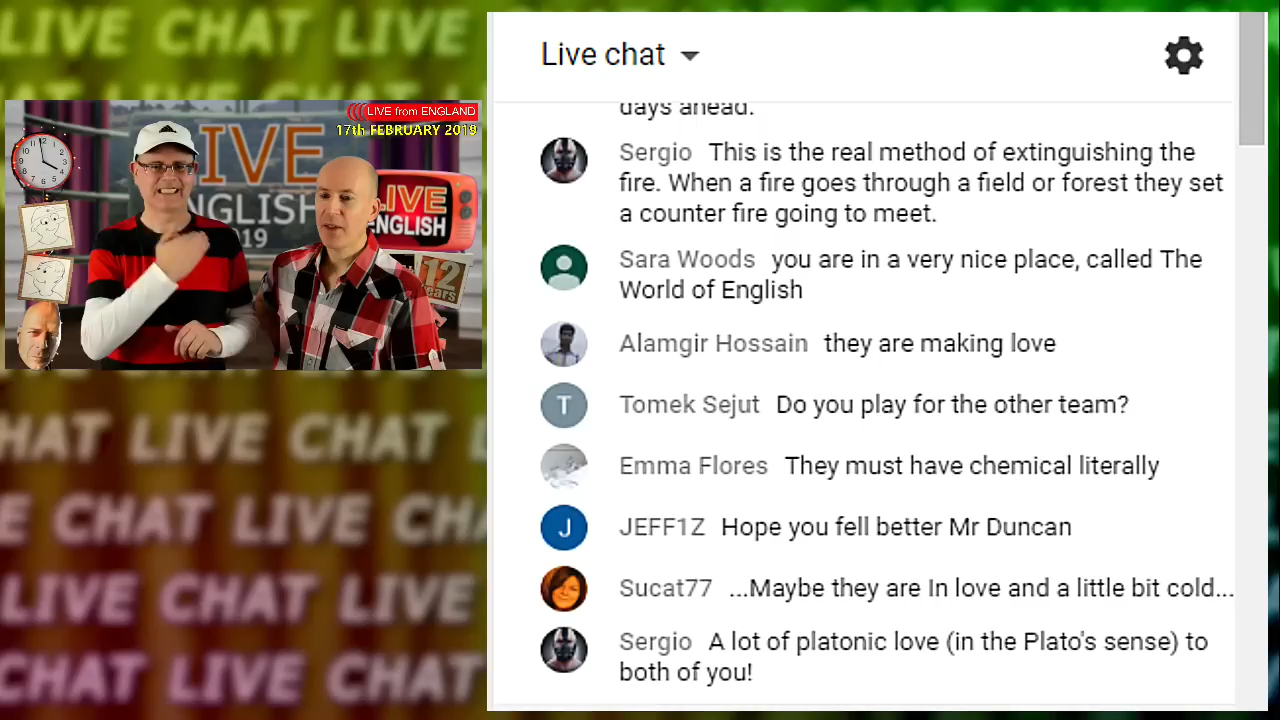 LIVE CHAT LIVE
LIVE from ENGLAND
17th FEBRUARY 2019
LIVE
ENGLISH
2019
LIVE
ENGLISH
12
Years
HAT LIVE CHAT L
E CHAT LIVE CHA
LIVE CHAT LIVE
CHAT LIVE CHAT
Live chat
days ahead.
Sergio This is the real method of extinguishing the
fire. When a fire goes through a field or forest they set
a counter fire going to meet.
Sara Woods you are in a very nice place, called The
World of English
Alamgir Hossain they are making love
T Tomek Sejut Do you play for the other team?
Emma Flores They must have chemical literally
J JEFF1Z Hope you fell better Mr Duncan
Sucat77 ...Maybe they are In love and a little bit cold...
Sergio A lot of platonic love (in the Plato's sense) to
both of you!